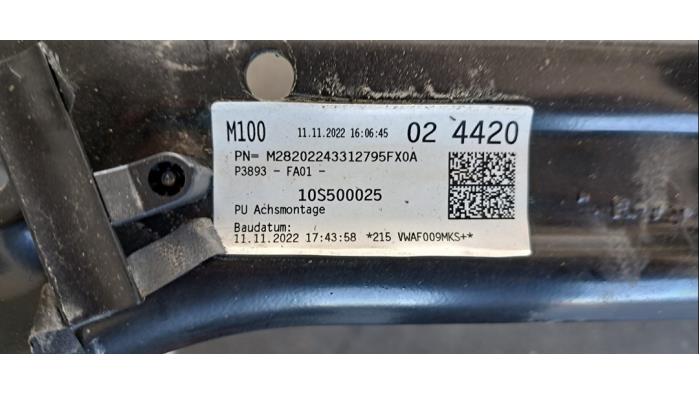 M100 11.11.2022 16:06:45 02 4420
PN= M28202243312795FX0A
P3893 - FA01 -
10S500025
PU Achsmontage
Baudatum:
11.11.2022 17:43:58 *215 VWAF009MKS+*